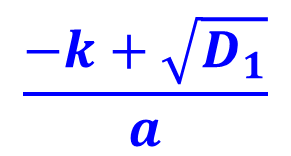 −k + √D₁
a